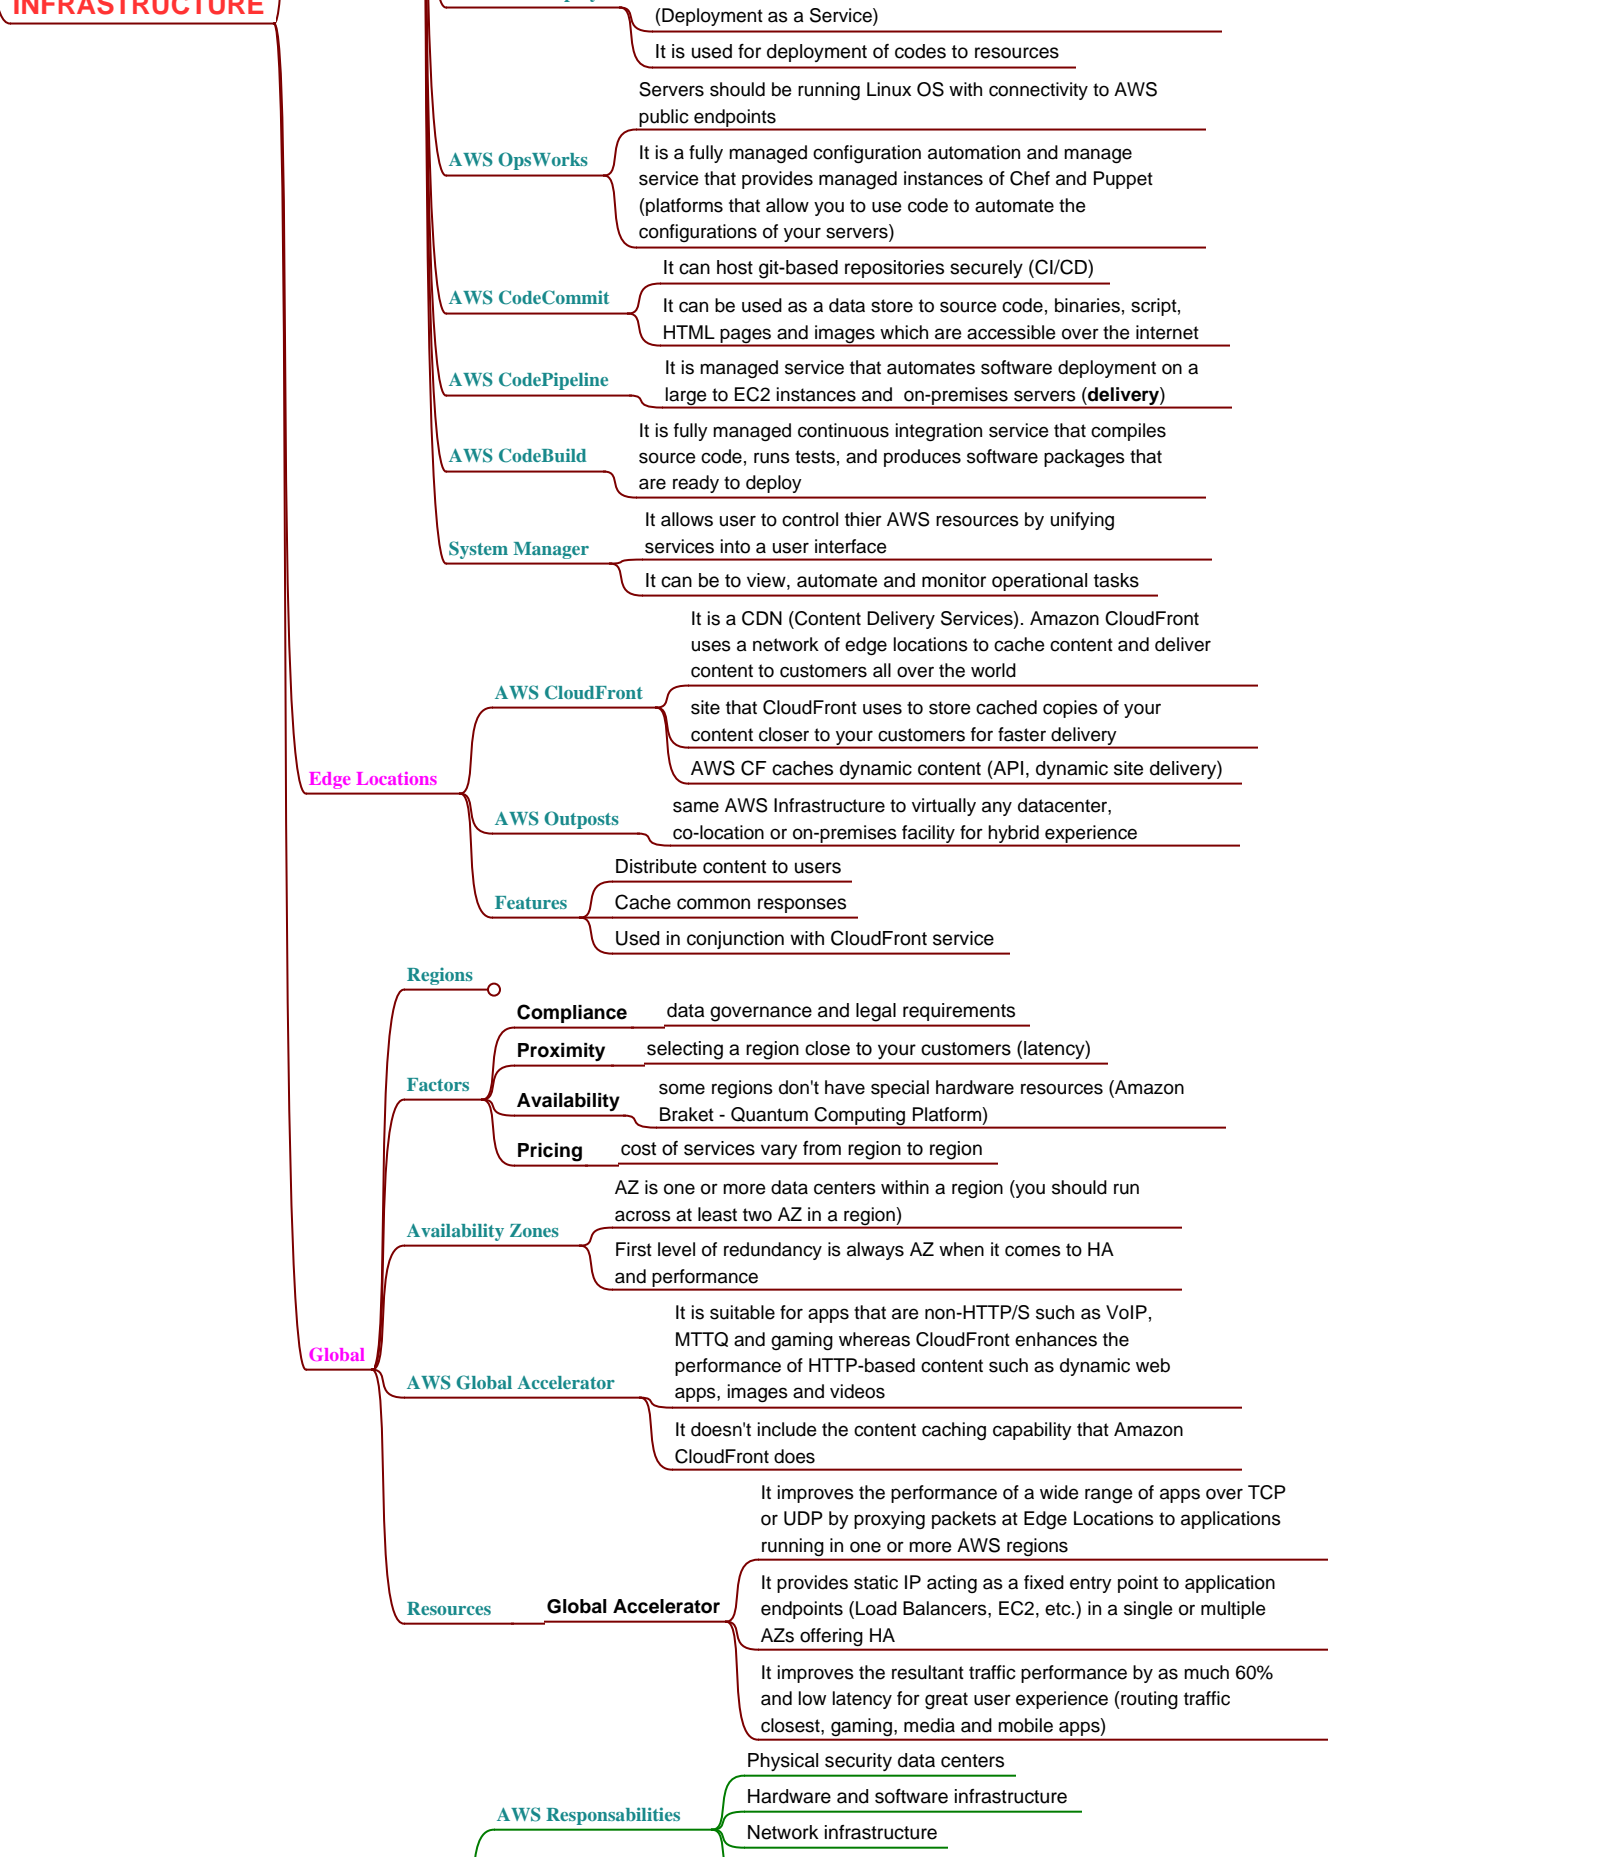 INFRASTRUCTURE
(Deployment as a Service)
It is used for deployment of codes to resources
AWS OpsWorks
Servers should be running Linux OS with connectivity to AWS
public endpoints
It is a fully managed configuration automation and manage
service that provides managed instances of Chef and Puppet
(platforms that allow you to use code to automate the
configurations of your servers)
AWS CodeCommit
It can host git-based repositories securely (CI/CD)
It can be used as a data store to source code, binaries, script,
HTML pages and images which are accessible over the internet
AWS CodePipeline
It is managed service that automates software deployment on a
large to EC2 instances and  on-premises servers (delivery)
AWS CodeBuild
It is fully managed continuous integration service that compiles
source code, runs tests, and produces software packages that
are ready to deploy
System Manager
It allows user to control thier AWS resources by unifying
services into a user interface
It can be to view, automate and monitor operational tasks
Edge Locations
AWS CloudFront
It is a CDN (Content Delivery Services). Amazon CloudFront
uses a network of edge locations to cache content and deliver
content to customers all over the world
site that CloudFront uses to store cached copies of your
content closer to your customers for faster delivery
AWS CF caches dynamic content (API, dynamic site delivery)
AWS Outposts
same AWS Infrastructure to virtually any datacenter,
co-location or on-premises facility for hybrid experience
Features
Distribute content to users
Cache common responses
Used in conjunction with CloudFront service
Global
Regions
Factors
Compliance
data governance and legal requirements
Proximity
selecting a region close to your customers (latency)
Availability
some regions don't have special hardware resources (Amazon
Braket - Quantum Computing Platform)
Pricing
cost of services vary from region to region
Availability Zones
AZ is one or more data centers within a region (you should run
across at least two AZ in a region)
First level of redundancy is always AZ when it comes to HA
and performance
AWS Global Accelerator
It is suitable for apps that are non-HTTP/S such as VoIP,
MTTQ and gaming whereas CloudFront enhances the
performance of HTTP-based content such as dynamic web
apps, images and videos
It doesn't include the content caching capability that Amazon
CloudFront does
Resources
Global Accelerator
It improves the performance of a wide range of apps over TCP
or UDP by proxying packets at Edge Locations to applications
running in one or more AWS regions
It provides static IP acting as a fixed entry point to application
endpoints (Load Balancers, EC2, etc.) in a single or multiple
AZs offering HA
It improves the resultant traffic performance by as much 60%
and low latency for great user experience (routing traffic
closest, gaming, media and mobile apps)
AWS Responsabilities
Physical security data centers
Hardware and software infrastructure
Network infrastructure